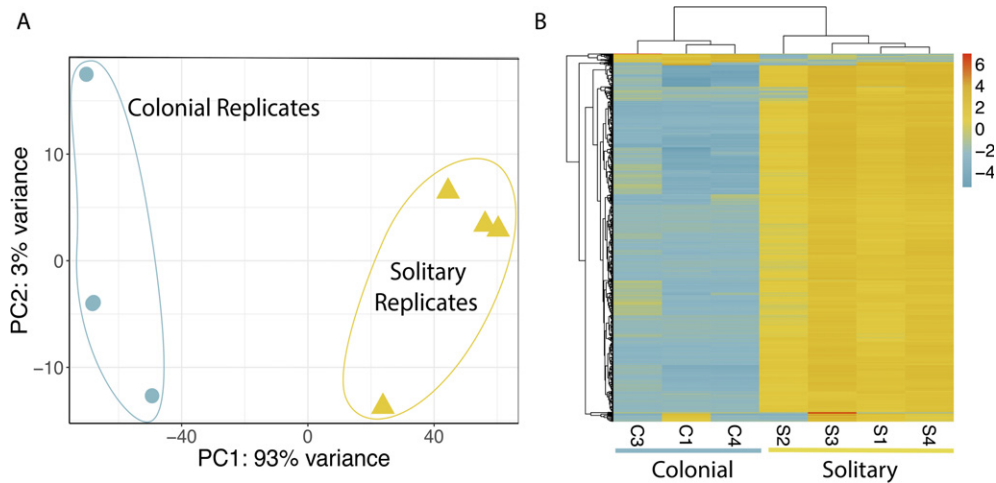 A
Colonial Replicates
10
0
−10
Solitary
Replicates
−40
0
40
PC1: 93% variance
PC2: 3% variance
B
6
4
2
−2
−4
C3
C1
C4
S2
S3
S1
S4
Colonial
Solitary